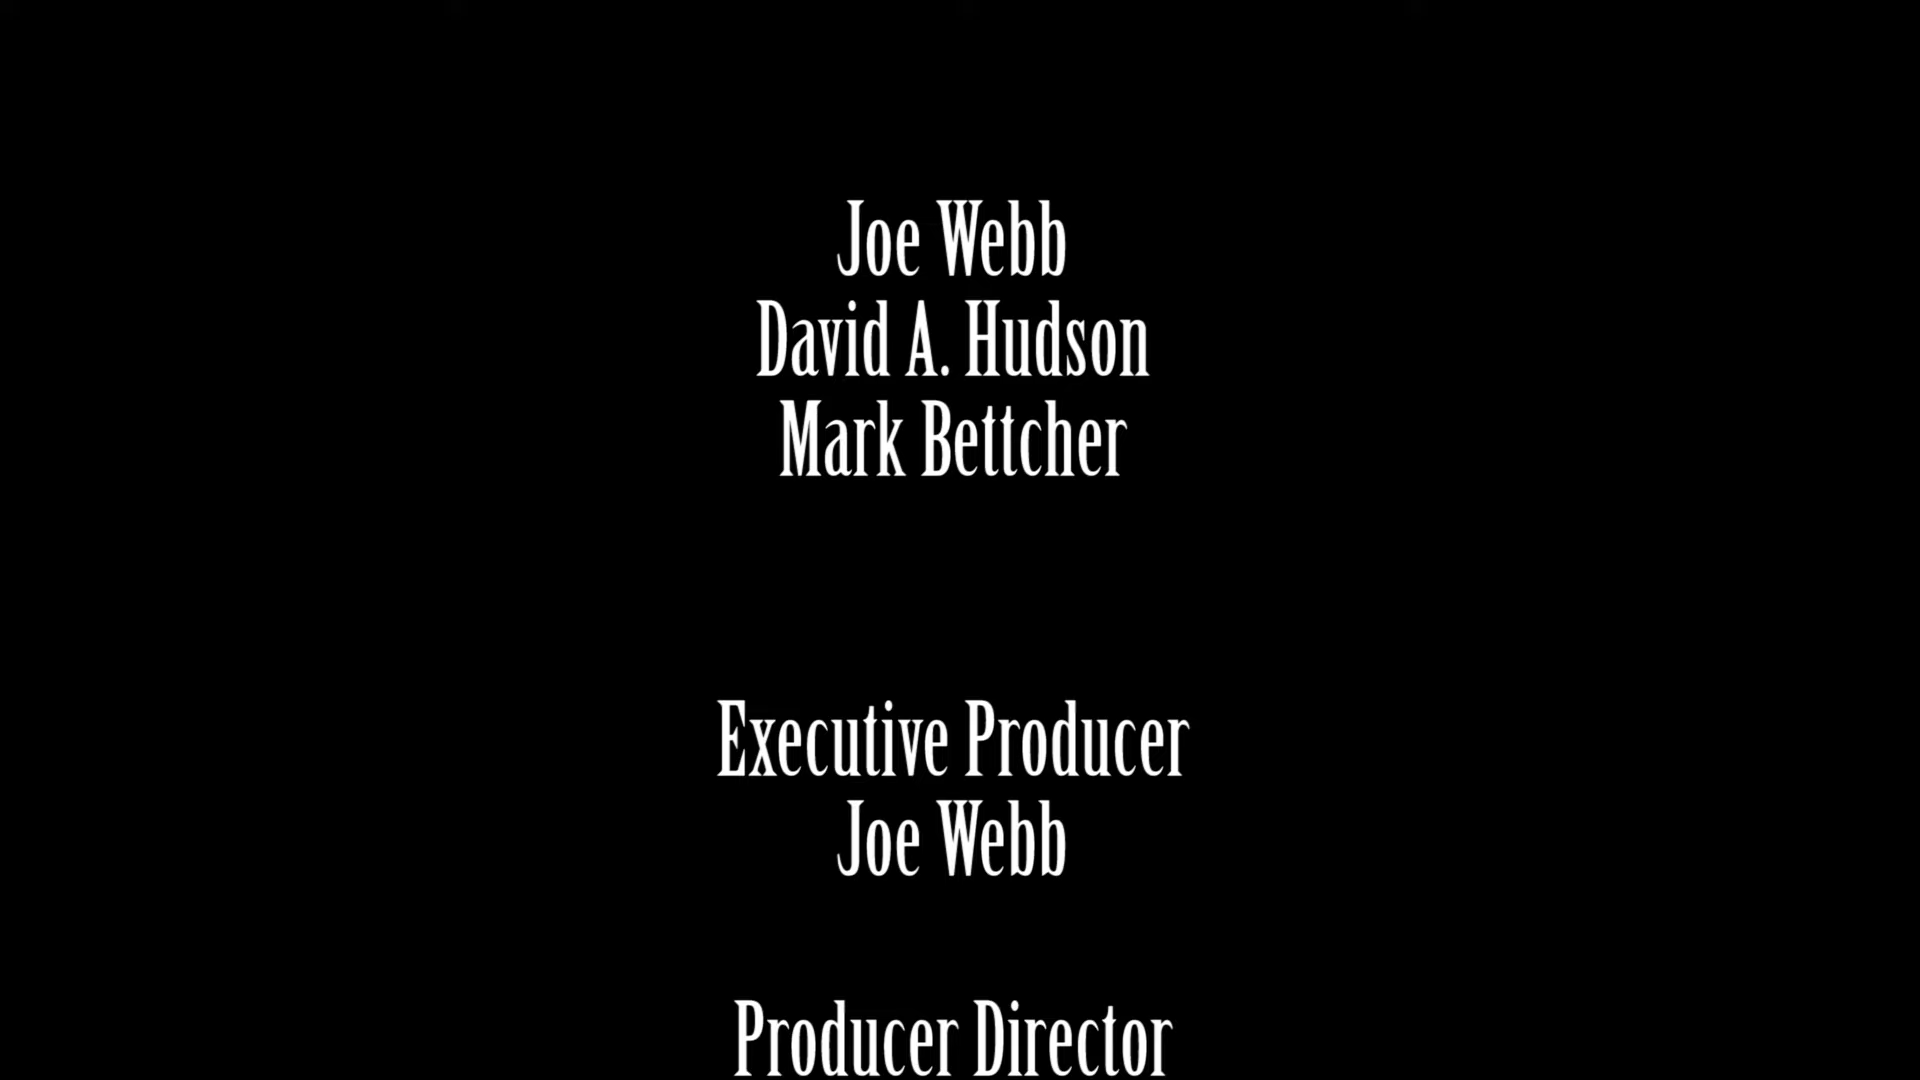 Joe Webb
David A. Hudson
Mark Bettcher
Executive Producer
Joe Webb
Producer Director